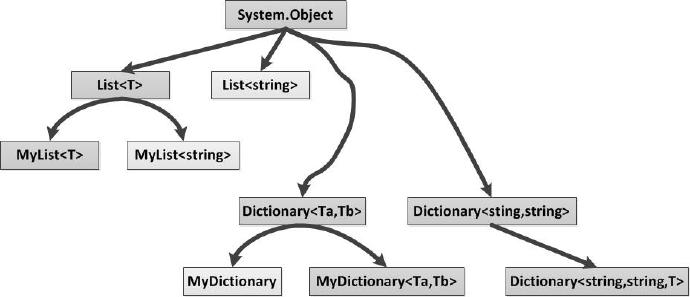 System.Object
List<T>
List<string>
MyList<T>
MyList<string>
Dictionary<Ta,Tb>
Dictionary<sting,string>
MyDictionary
MyDictionary<Ta,Tb>
Dictionary<string,string,T>